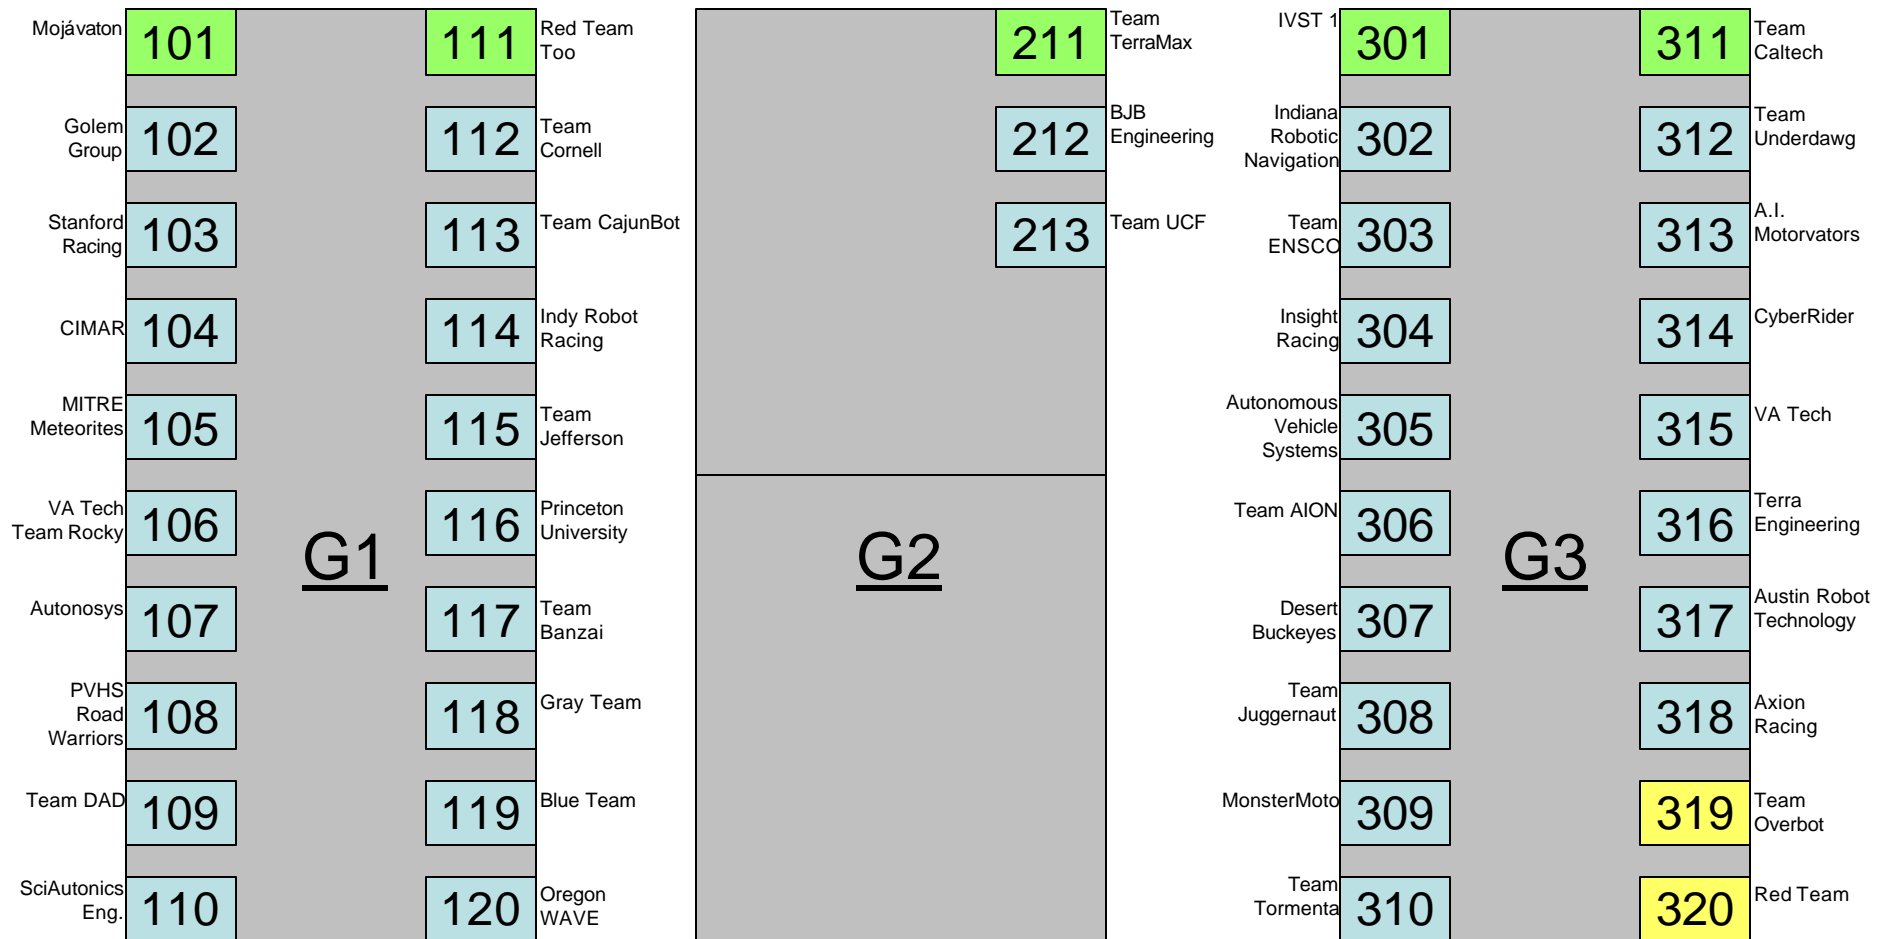 Mojávaton
101
Golem
Group
102
Stanford
Racing
103
CIMAR
104
MITRE
Meteorites
105
VA Tech
Team Rocky
106
Autonosys
107
PVHS
Road
Warriors
108
Team DAD
109
SciAutonics
Eng.
110
G1
111
Red Team
Too
112
Team
Cornell
113
Team CajunBot
114
Indy Robot
Racing
115
Team
Jefferson
116
Princeton
University
117
Team
Banzai
118
Gray Team
119
Blue Team
120
Oregon
WAVE
G2
211
Team
TerraMax
212
BJB
Engineering
213
Team UCF
IVST 1
301
Indiana
Robotic
Navigation
302
Team
ENSCO
303
Insight
Racing
304
Autonomous
Vehicle
Systems
305
Team AION
306
Desert
Buckeyes
307
Team
Juggernaut
308
MonsterMoto
309
Team
Tormenta
310
G3
311
Team
Caltech
312
Team
Underdawg
313
A.I.
Motorvators
314
CyberRider
315
VA Tech
316
Terra
Engineering
317
Austin Robot
Technology
318
Axion
Racing
319
Team
Overbot
320
Red Team